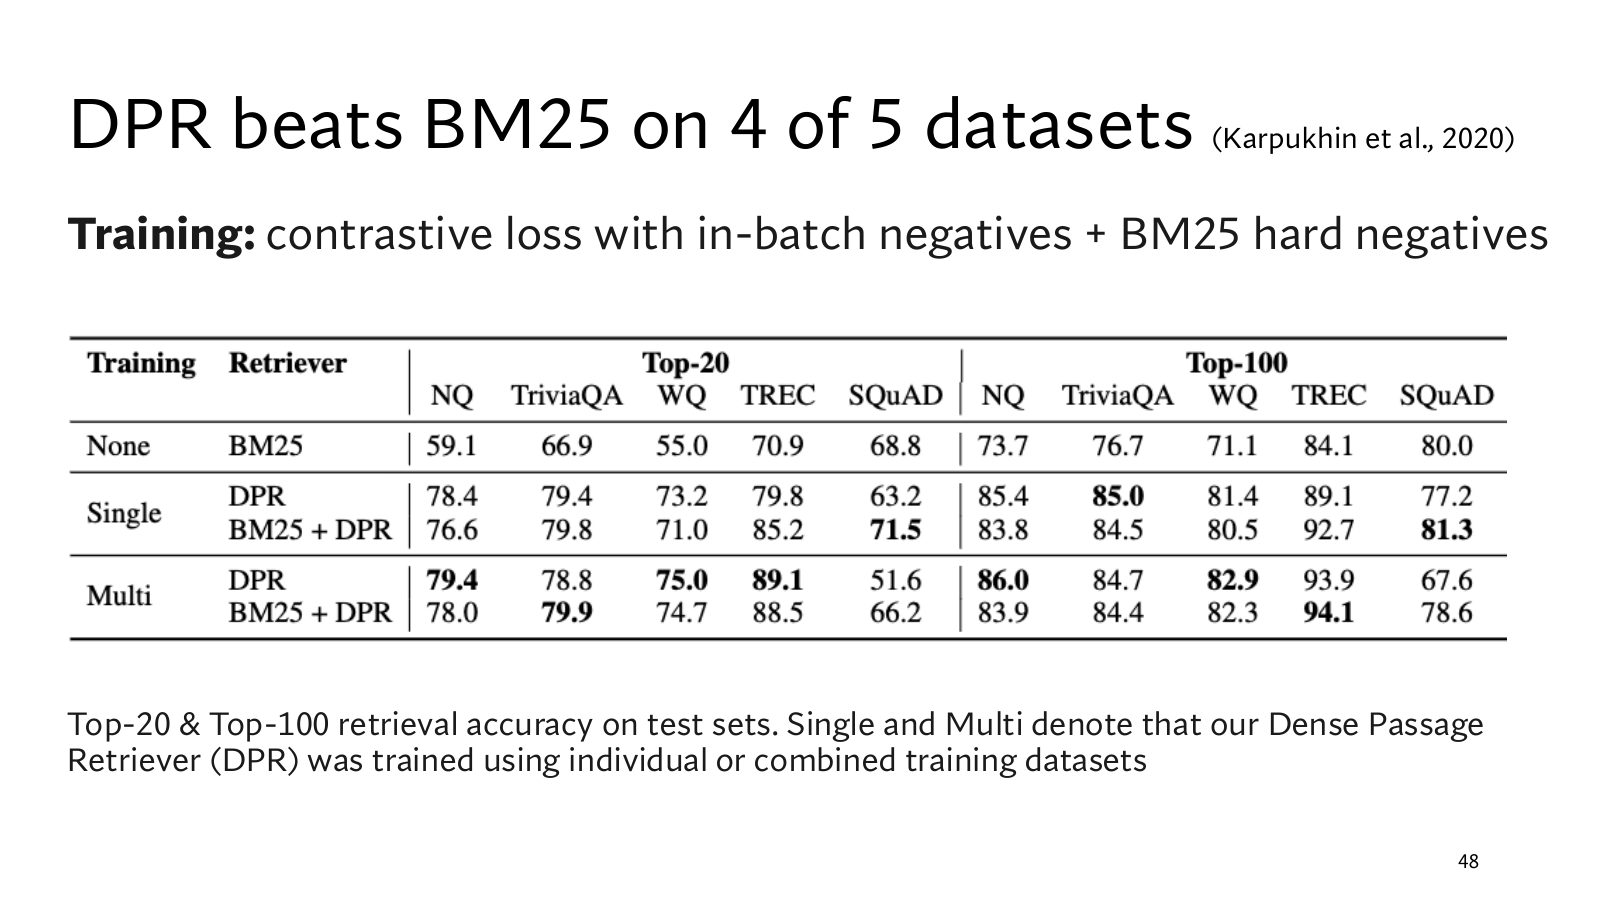 DPR beats BM25 on 4 of 5 datasets (Karpukhin et al., 2020)
Training: contrastive loss with in-batch negatives + BM25 hard negatives
Training Retriever Top-20 Top-100
NQ TriviaQA WQ TREC SQuAD NQ TriviaQA WQ TREC SQuAD
None BM25 59.1 66.9 55.0 70.9 68.8 73.7 76.7 71.1 84.1 80.0
Single DPR 78.4 79.4 73.2 79.8 63.2 85.4 85.0 81.4 89.1 77.2
BM25 + DPR 76.6 79.8 71.0 85.2 71.5 83.8 84.5 80.5 92.7 81.3
Multi DPR 79.4 78.8 75.0 89.1 51.6 86.0 84.7 82.9 93.9 67.6
BM25 + DPR 78.0 79.9 74.7 88.5 66.2 83.9 84.4 82.3 94.1 78.6
Top-20 & Top-100 retrieval accuracy on test sets. Single and Multi denote that our Dense Passage
Retriever (DPR) was trained using individual or combined training datasets
48